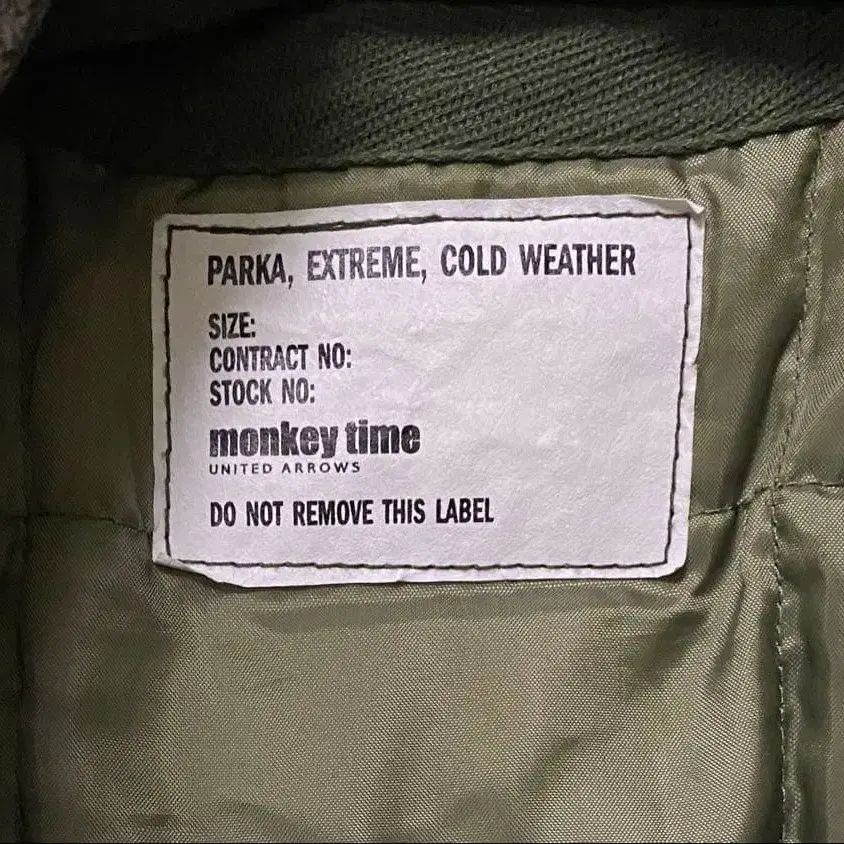 PARKA, EXTREME, COLD WEATHER
SIZE:
CONTRACT NO:
STOCK NO:
monkey time
UNITED ARROWS
DO NOT REMOVE THIS LABEL